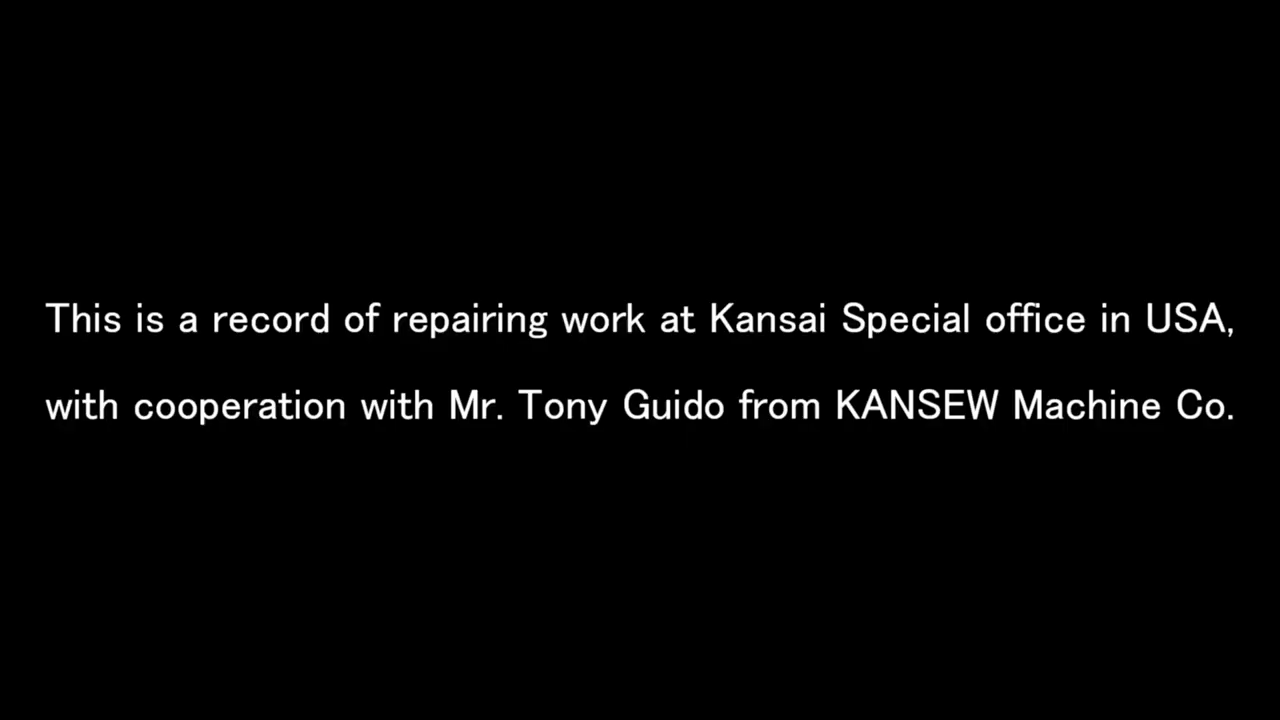 This is a record of repairing work at Kansai Special office in USA,
with cooperation with Mr. Tony Guido from KANSEW Machine Co.